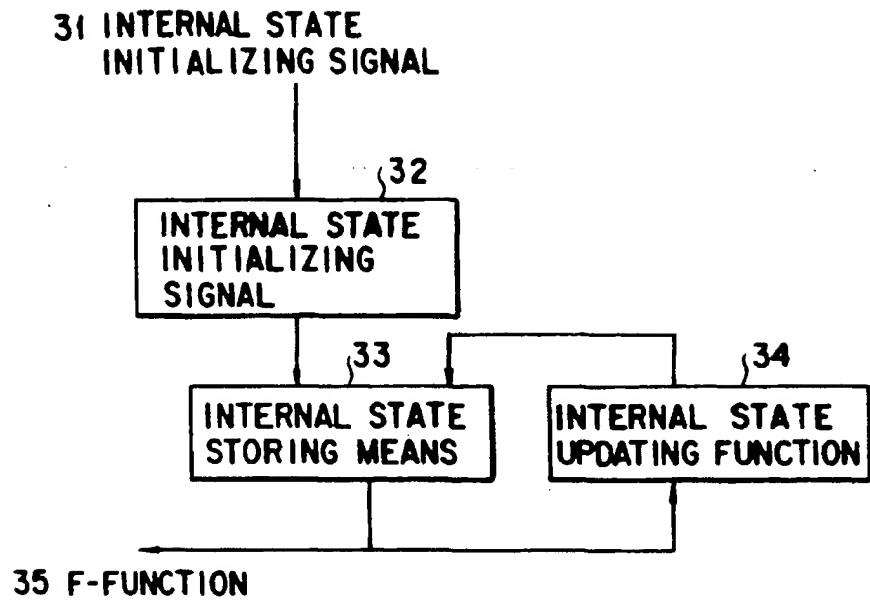 31 INTERNAL STATE
INITIALIZING SIGNAL
32
INTERNAL STATE
INITIALIZING
SIGNAL
33
INTERNAL STATE
STORING MEANS
34
INTERNAL STATE
UPDATING FUNCTION
35 F-FUNCTION